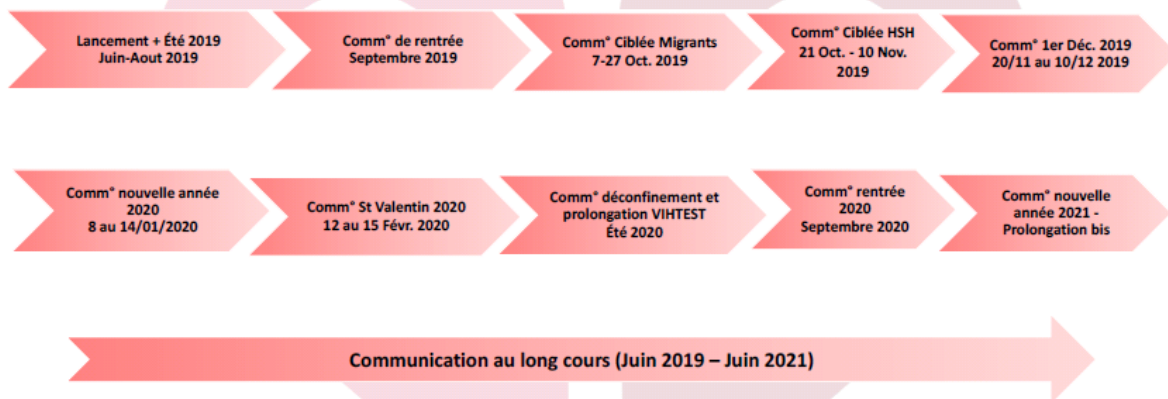 Lancement + Été 2019
Juin-Aout 2019
Comm° de rentrée
Septembre 2019
Comm° Ciblée Migrants
7-27 Oct. 2019
Comm° Ciblée HSH
21 Oct. - 10 Nov.
2019
Comm° 1er Déc. 2019
20/11 au 10/12 2019
Comm° nouvelle année
2020
8 au 14/01/2020
Comm° St Valentin 2020
12 au 15 Févr. 2020
Comm° déconfinement et
prolongation VIHTEST
Été 2020
Comm° rentrée
2020
Septembre 2020
Comm° nouvelle
année 2021 -
Prolongation bis
Communication au long cours (Juin 2019 – Juin 2021)